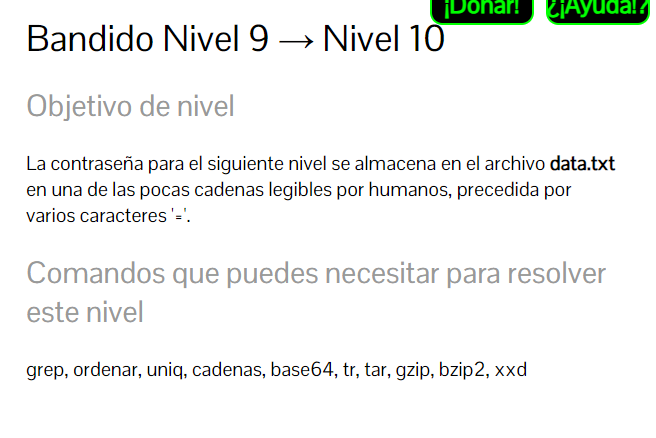 ¡Donar! ¿¡Ayuda!?
Bandido Nivel 9 → Nivel 10
Objetivo de nivel
La contraseña para el siguiente nivel se almacena en el archivo data.txt
en una de las pocas cadenas legibles por humanos, precedida por
varios caracteres '='.
Comandos que puedes necesitar para resolver
este nivel
grep, ordenar, uniq, cadenas, base64, tr, tar, gzip, bzip2, xxd